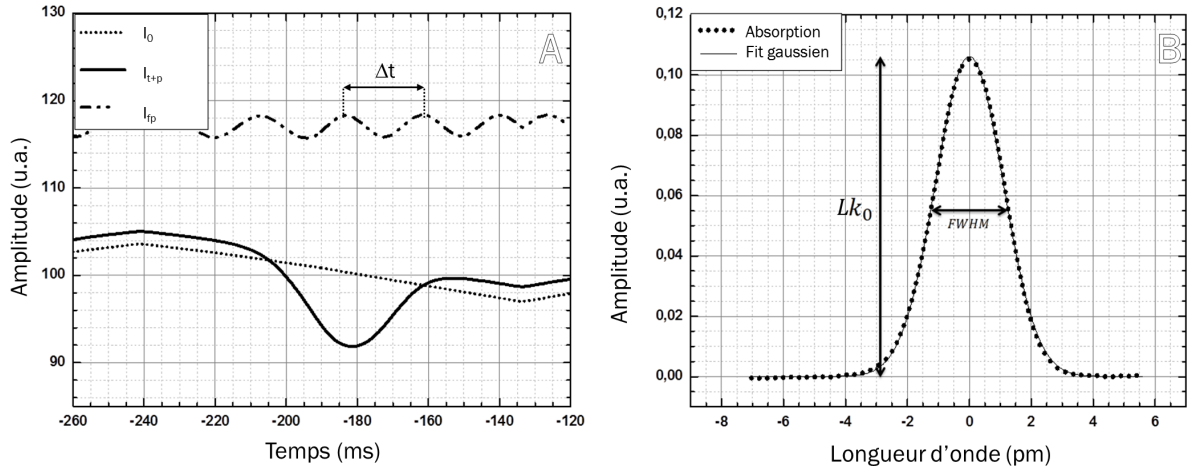 130
120
110
100
90
-260
-240
-220
-200
-180
-160
-140
-120
Amplitude (u.a.)
Temps (ms)
I0
It+p
Ifp
Δt
A
0,12
0,10
0,08
0,06
0,04
0,02
0,00
-8
-6
-4
-2
0
2
4
6
Amplitude (u.a.)
Longueur d'onde (pm)
Absorption
Fit gaussien
Lk0
FWHM
B